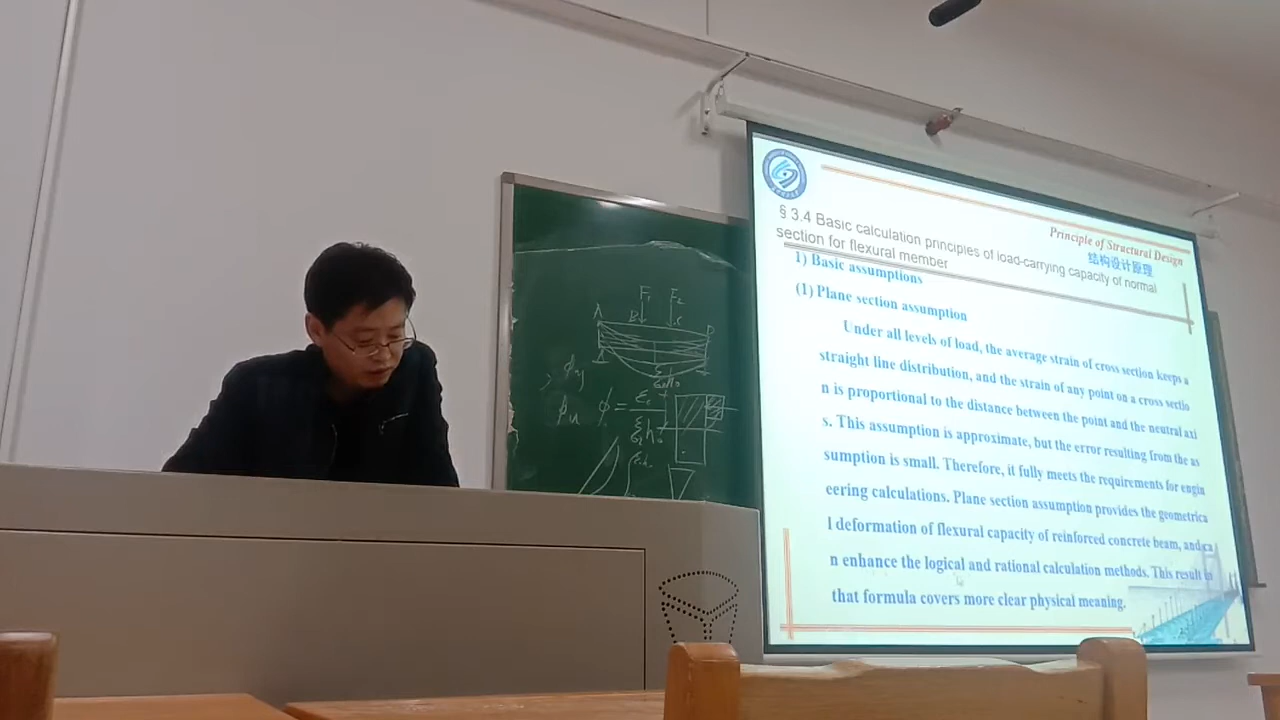 Principle of Structural Design
结构设计原理
§3.4 Basic calculation principles of load-carrying capacity of normal
section for flexural member
1) Basic assumptions
(1) Plane section assumption
Under all levels of load, the average strain of cross section keeps a
straight line distribution, and the strain of any point on a cross sectio
n is proportional to the distance between the point and the neutral axi
s. This assumption is approximate, but the error resulting from the as
sumption is small. Therefore, it fully meets the requirements for engin
eering calculations. Plane section assumption provides the geometrica
l deformation of flexural capacity of reinforced concrete beam, and ca
n enhance the logical and rational calculation methods. This result in
that formula covers more clear physical meaning.
F₁ F₂
A B C D
φy
φu φ =